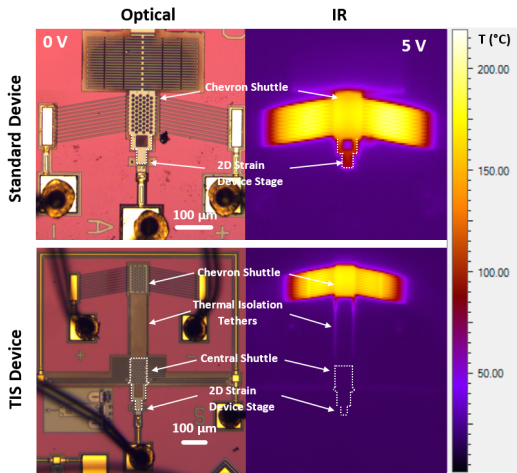 Optical IR
0 V 5 V T (°C)
Standard Device
200.00
Chevron Shuttle
150.00
2D Strain
Device Stage
100 µm
100.00
TIS Device
Chevron Shuttle
Thermal Isolation
Tethers
50.00
Central Shuttle
2D Strain
Device Stage
100 µm